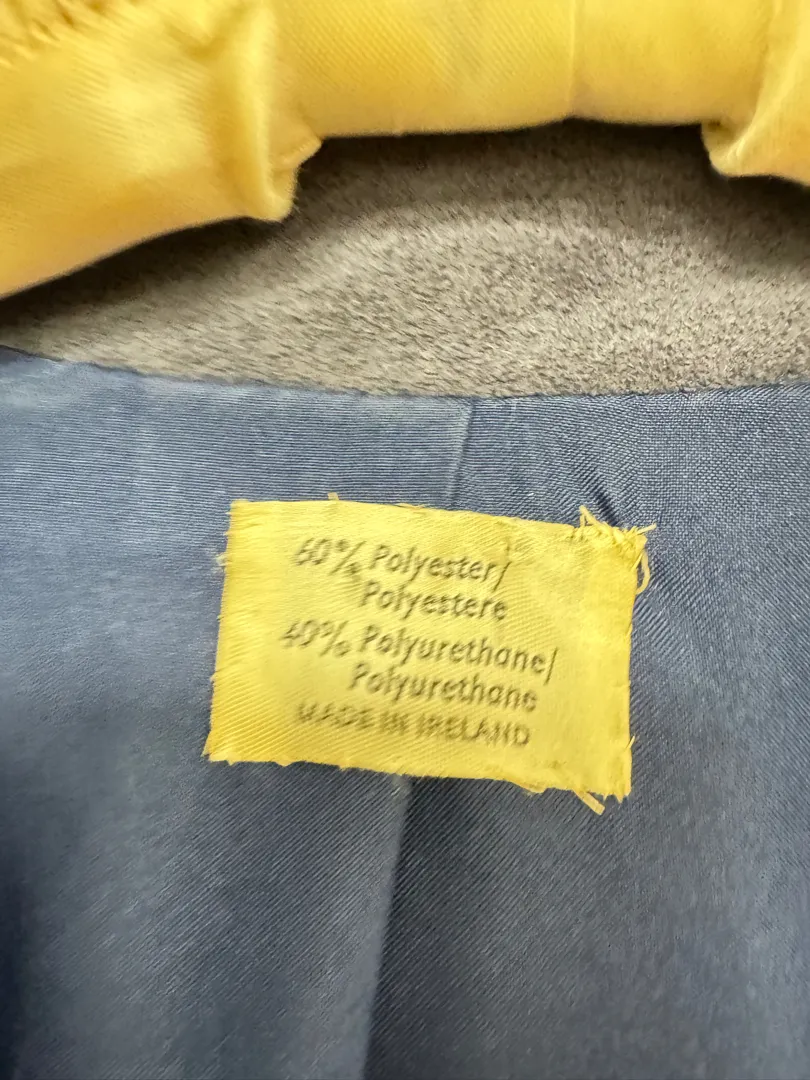 60% Polyester/
Polyestere
40% Polyurethane/
Polyurethane
MADE IN IRELAND